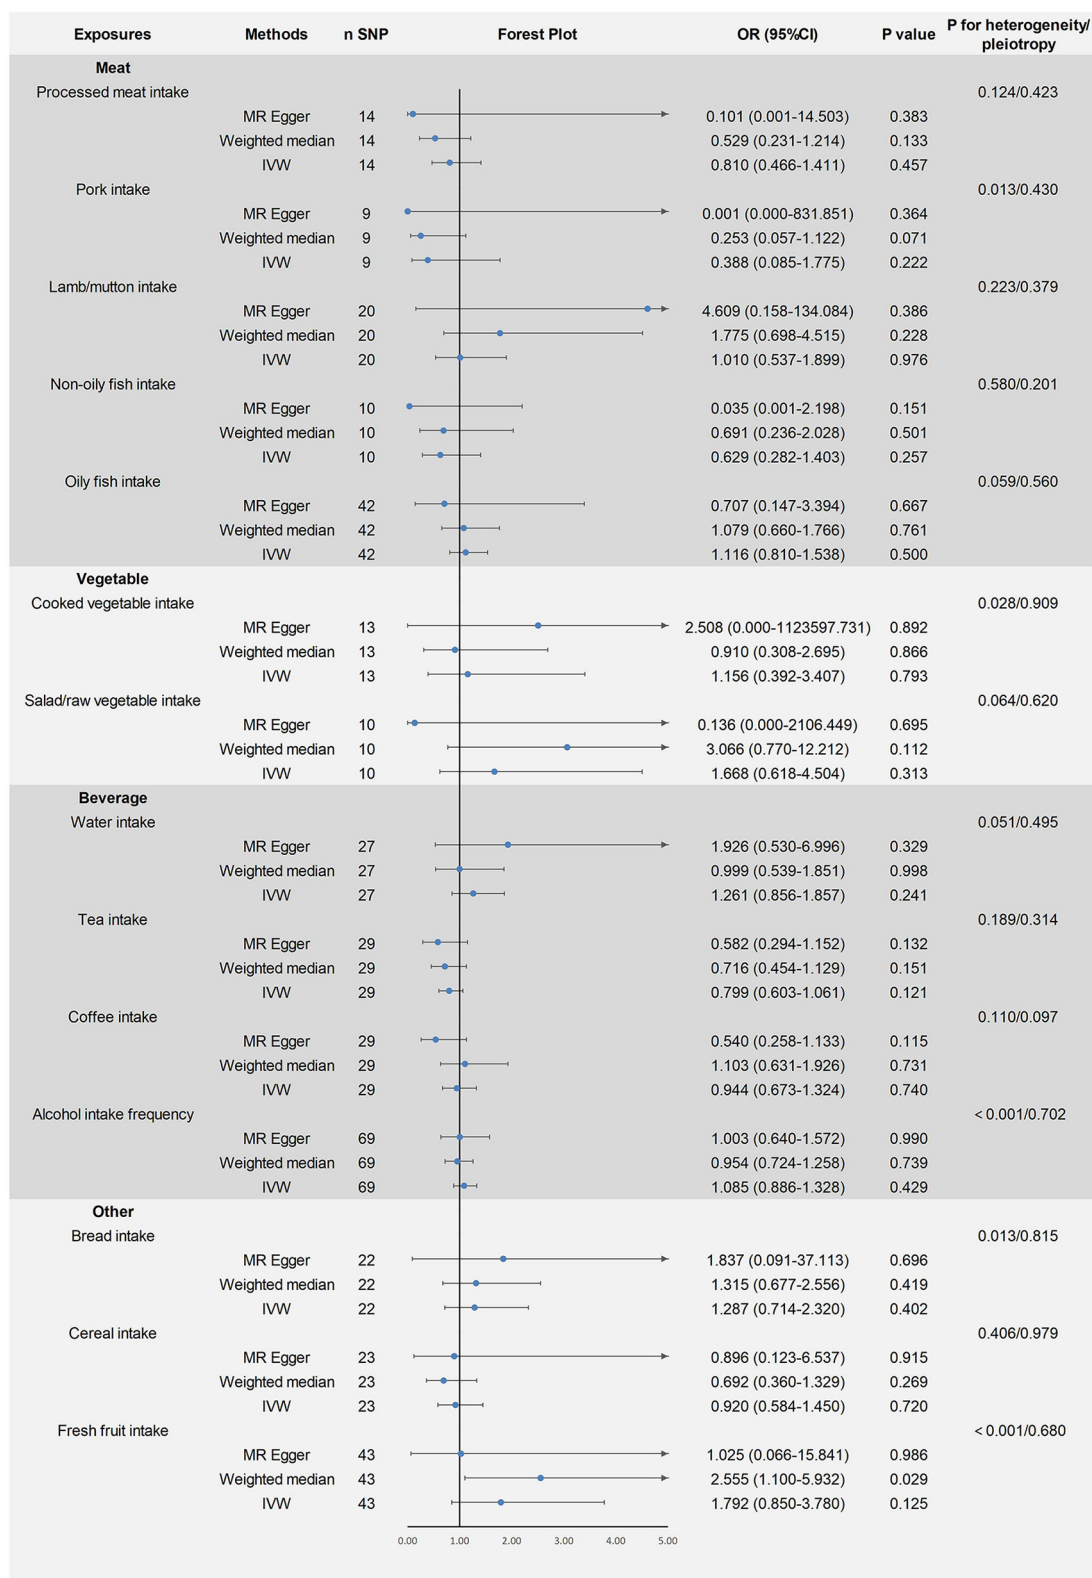 Exposures Methods n SNP Forest Plot OR (95%CI) P value P for heterogeneity/
pleiotropy
Meat
Processed meat intake 0.124/0.423
MR Egger 14 0.101 (0.001-14.503) 0.383
Weighted median 14 0.529 (0.231-1.214) 0.133
IVW 14 0.810 (0.466-1.411) 0.457
Pork intake 0.013/0.430
MR Egger 9 0.001 (0.000-831.851) 0.364
Weighted median 9 0.253 (0.057-1.122) 0.071
IVW 9 0.388 (0.085-1.775) 0.222
Lamb/mutton intake 0.223/0.379
MR Egger 20 4.609 (0.158-134.084) 0.386
Weighted median 20 1.775 (0.698-4.515) 0.228
IVW 20 1.010 (0.537-1.899) 0.976
Non-oily fish intake 0.580/0.201
MR Egger 10 0.035 (0.001-2.198) 0.151
Weighted median 10 0.691 (0.236-2.028) 0.501
IVW 10 0.629 (0.282-1.403) 0.257
Oily fish intake 0.059/0.560
MR Egger 42 0.707 (0.147-3.394) 0.667
Weighted median 42 1.079 (0.660-1.766) 0.761
IVW 42 1.116 (0.810-1.538) 0.500
Vegetable
Cooked vegetable intake 0.028/0.909
MR Egger 13 2.508 (0.000-1123597.731) 0.892
Weighted median 13 0.910 (0.308-2.695) 0.866
IVW 13 1.156 (0.392-3.407) 0.793
Salad/raw vegetable intake 0.064/0.620
MR Egger 10 0.136 (0.000-2106.449) 0.695
Weighted median 10 3.066 (0.770-12.212) 0.112
IVW 10 1.668 (0.618-4.504) 0.313
Beverage
Water intake 0.051/0.495
MR Egger 27 1.926 (0.530-6.996) 0.329
Weighted median 27 0.999 (0.539-1.851) 0.998
IVW 27 1.261 (0.856-1.857) 0.241
Tea intake 0.189/0.314
MR Egger 29 0.582 (0.294-1.152) 0.132
Weighted median 29 0.716 (0.454-1.129) 0.151
IVW 29 0.799 (0.603-1.061) 0.121
Coffee intake 0.110/0.097
MR Egger 29 0.540 (0.258-1.133) 0.115
Weighted median 29 1.103 (0.631-1.926) 0.731
IVW 29 0.944 (0.673-1.324) 0.740
Alcohol intake frequency < 0.001/0.702
MR Egger 69 1.003 (0.640-1.572) 0.990
Weighted median 69 0.954 (0.724-1.258) 0.739
IVW 69 1.085 (0.886-1.328) 0.429
Other
Bread intake 0.013/0.815
MR Egger 22 1.837 (0.091-37.113) 0.696
Weighted median 22 1.315 (0.677-2.556) 0.419
IVW 22 1.287 (0.714-2.320) 0.402
Cereal intake 0.406/0.979
MR Egger 23 0.896 (0.123-6.537) 0.915
Weighted median 23 0.692 (0.360-1.329) 0.269
IVW 23 0.920 (0.584-1.450) 0.720
Fresh fruit intake < 0.001/0.680
MR Egger 43 1.025 (0.066-15.841) 0.986
Weighted median 43 2.555 (1.100-5.932) 0.029
IVW 43 1.792 (0.850-3.780) 0.125
0.00 1.00 2.00 3.00 4.00 5.00